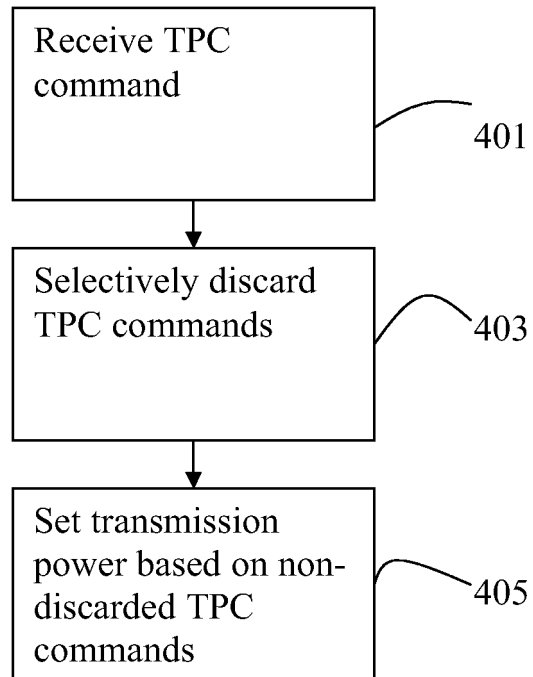 Receive TPC
command
401
Selectively discard
TPC commands
403
Set transmission
power based on non-
discarded TPC
commands
405